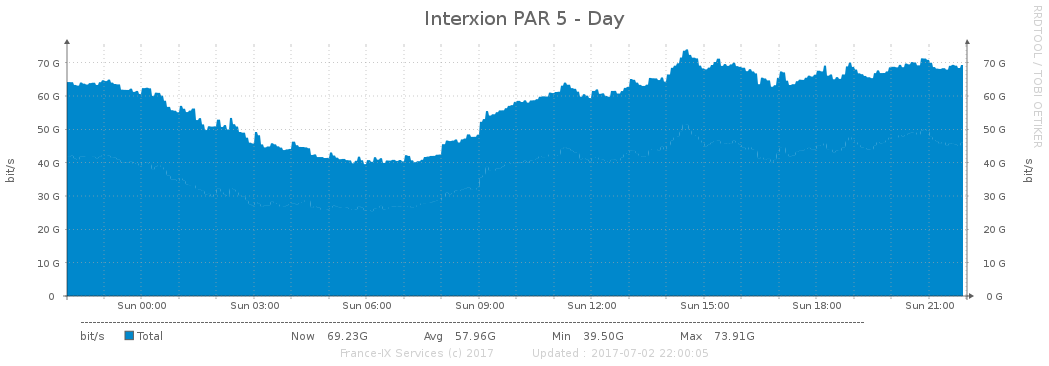 Interxion PAR 5 - Day
RRDTOOL / TOBI OETIKER
bit/s
70 G
60 G
50 G
40 G
30 G
20 G
10 G
0
70 G
60 G
50 G
40 G
30 G
20 G
10 G
0 G
bit/s
Sun 00:00 Sun 03:00 Sun 06:00 Sun 09:00 Sun 12:00 Sun 15:00 Sun 18:00 Sun 21:00
bit/s Total Now 69.23G Avg 57.96G Min 39.50G Max 73.91G
France-IX Services (c) 2017 Updated : 2017-07-02 22:00:05